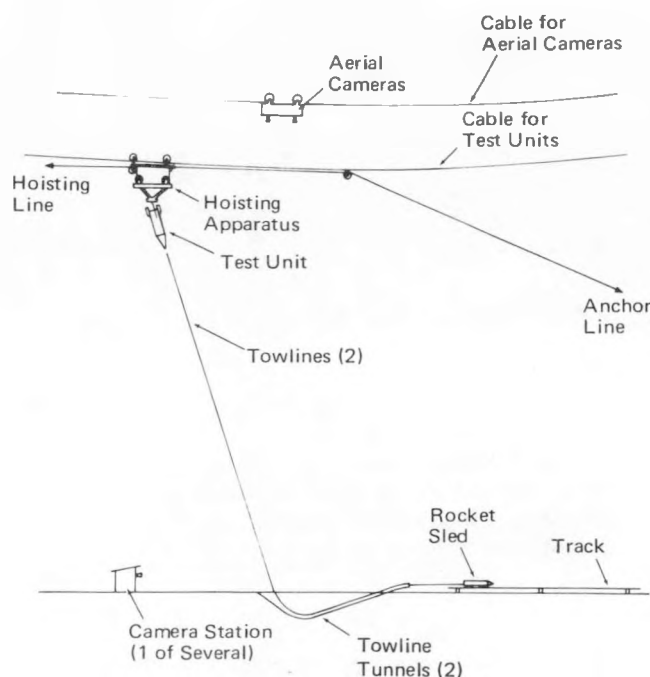 Cable for
Aerial Cameras
Aerial
Cameras
Cable for
Test Units
Hoisting
Line
Hoisting
Apparatus
Test Unit
Anchor
Line
Towlines (2)
Rocket
Sled
Track
Camera Station
(1 of Several)
Towline
Tunnels (2)